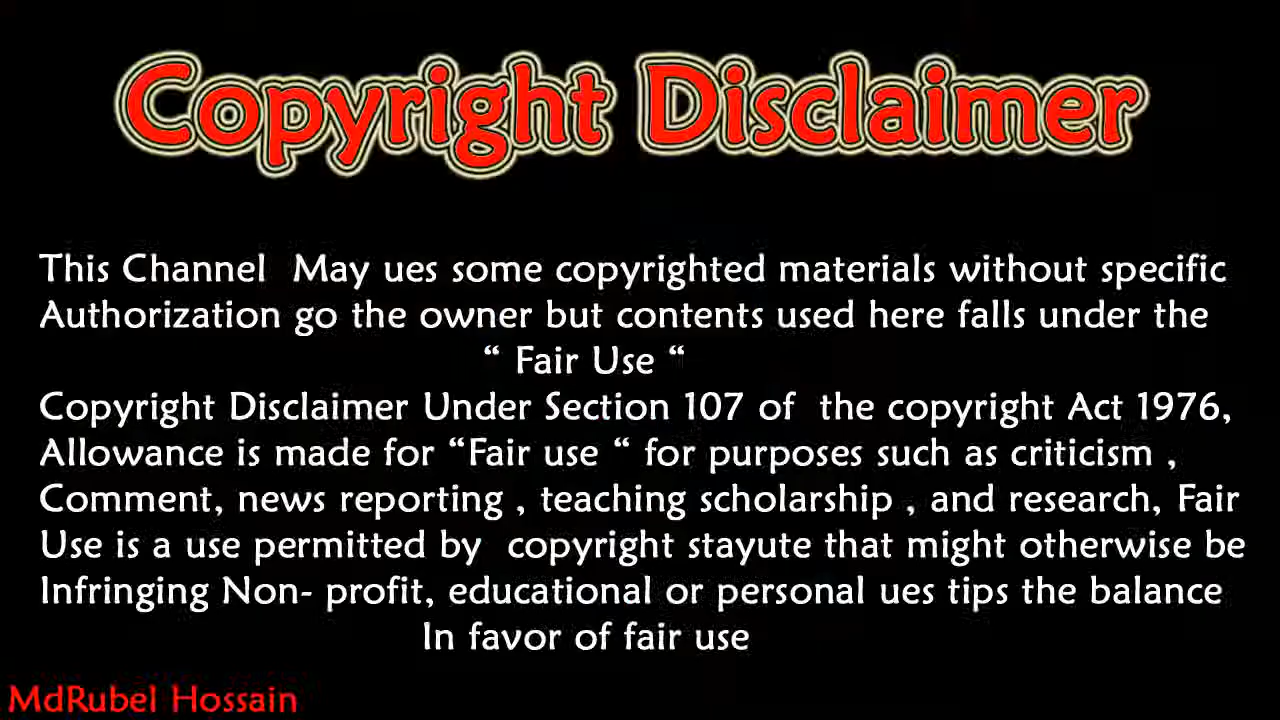 Copyright Disclaimer
This Channel May ues some copyrighted materials without specific
Authorization go the owner but contents used here falls under the
“ Fair Use “
Copyright Disclaimer Under Section 107 of the copyright Act 1976,
Allowance is made for “Fair use “ for purposes such as criticism ,
Comment, news reporting , teaching scholarship , and research, Fair
Use is a use permitted by copyright stayute that might otherwise be
Infringing Non- profit, educational or personal ues tips the balance
In favor of fair use
MdRubel Hossain